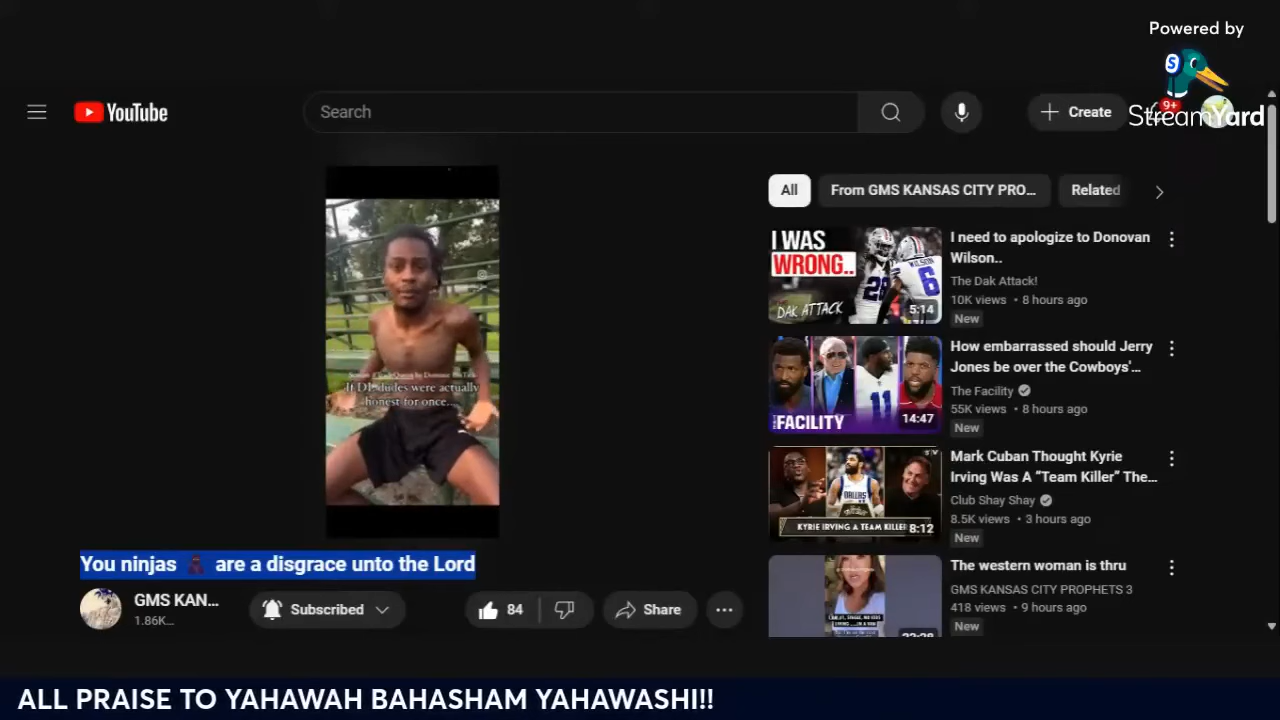 Powered by
StreamYard
YouTube
Search
Create
9+
All
From GMS KANSAS CITY PRO...
Related
If DL dudes were actually
honest for once....
You ninjas 🥷🏿 are a disgrace unto the Lord
GMS KAN...
1.86K...
Subscribed
84
Share
I WAS
WRONG..
DAK ATTACK
5:14
I need to apologize to Donovan
Wilson..
The Dak Attack!
10K views • 8 hours ago
New
FACILITY
14:47
How embarrassed should Jerry
Jones be over the Cowboys'...
The Facility
55K views • 8 hours ago
New
KYRIE IRVING A TEAM KILLER
8:12
Mark Cuban Thought Kyrie
Irving Was A “Team Killer” The...
Club Shay Shay
8.5K views • 3 hours ago
New
The western woman is thru
GMS KANSAS CITY PROPHETS 3
418 views • 9 hours ago
New
ALL PRAISE TO YAHAWAH BAHASHAM YAHAWASHI!!